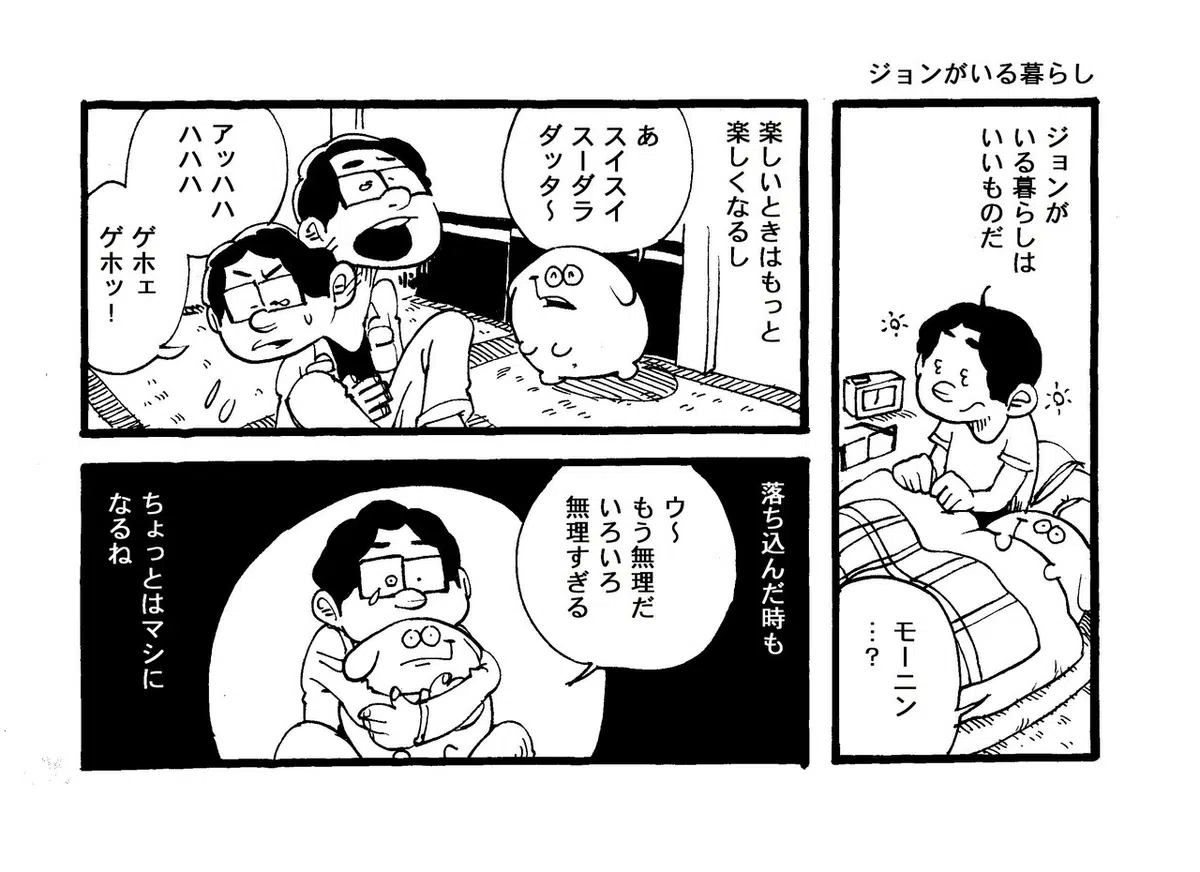 ジョンがいる暮らし
ジョンが
いる暮らしは
いいものだ
モーニン
…？
楽しいときはもっと
楽しくなるし
あ
スイスイ
スーダラ
ダッタ〜
アッハハ
ハハハ
ゲホェ
ゲホッ！
落ち込んだ時も
ウ〜
もう無理だ
いろいろ
無理すぎる
ちょっとはマシに
なるね